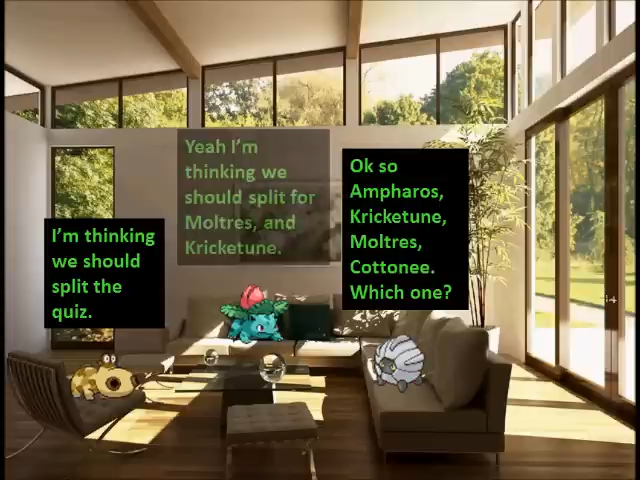 I'm thinking
we should
split the
quiz.
Yeah I'm
thinking we
should split for
Moltres, and
Kricketune.
Ok so
Ampharos,
Kricketune,
Moltres,
Cottonee.
Which one?